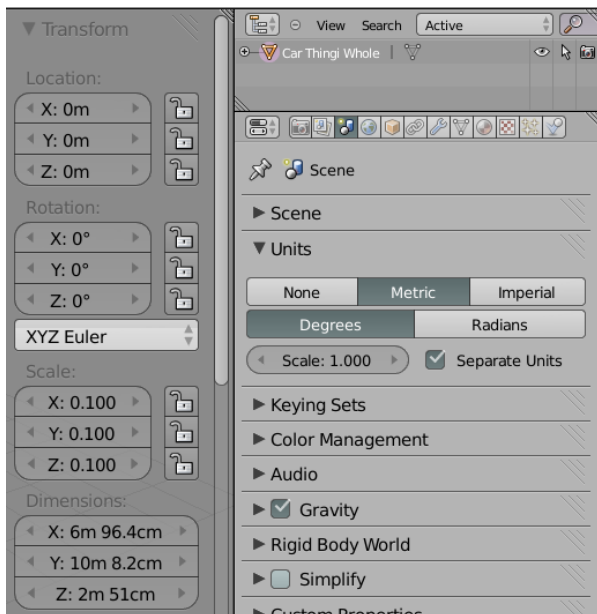 Transform
Location:
X: 0m
Y: 0m
Z: 0m
Rotation:
X: 0°
Y: 0°
Z: 0°
XYZ Euler
Scale:
X: 0.100
Y: 0.100
Z: 0.100
Dimensions:
X: 6m 96.4cm
Y: 10m 8.2cm
Z: 2m 51cm
View Search Active
Car Thingi Whole
Scene
Scene
Units
None Metric Imperial
Degrees Radians
Scale: 1.000 Separate Units
Keying Sets
Color Management
Audio
Gravity
Rigid Body World
Simplify
Custom Properties